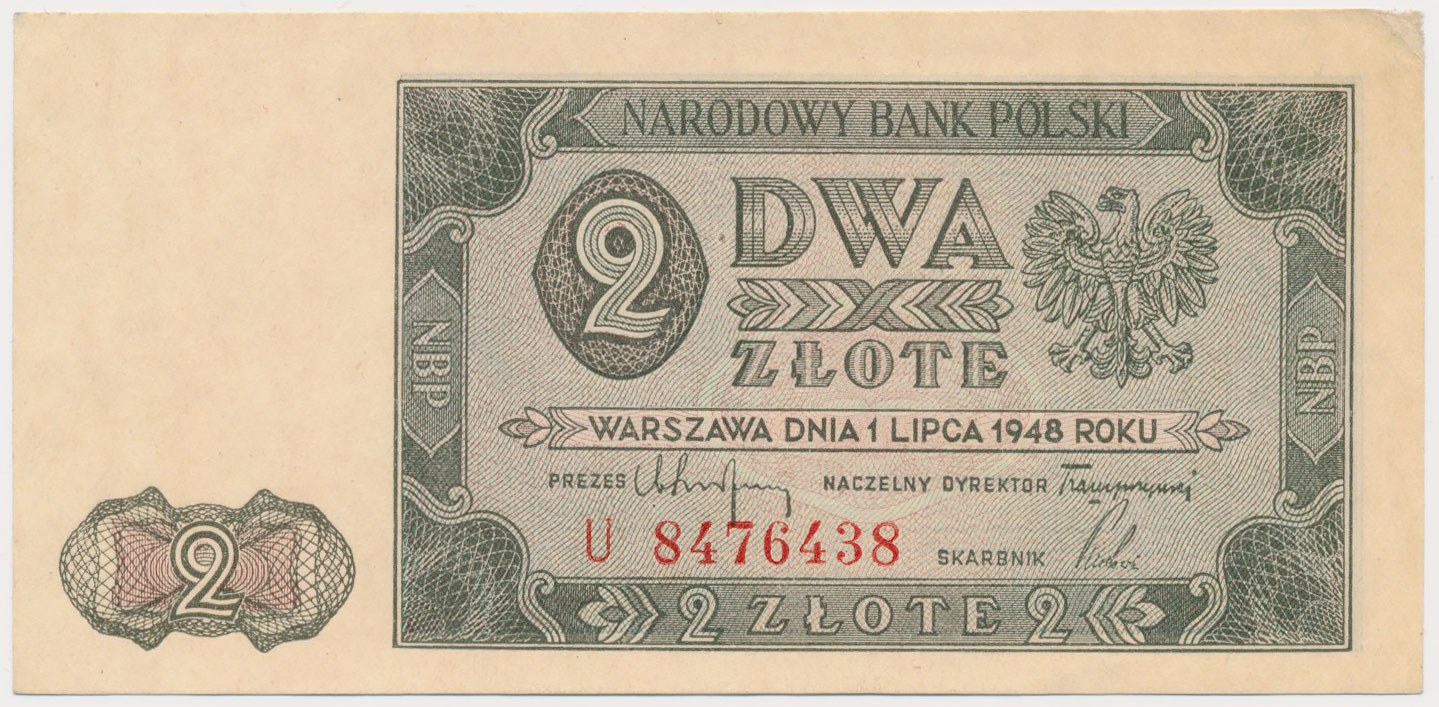 NARODOWY BANK POLSKI
2 DWA
ZŁOTE
NBP
NBP
WARSZAWA DNIA 1 LIPCA 1948 ROKU
PREZES NACZELNY DYREKTOR
U 8476438 SKARBNIK
2
2 ZŁOTE 2